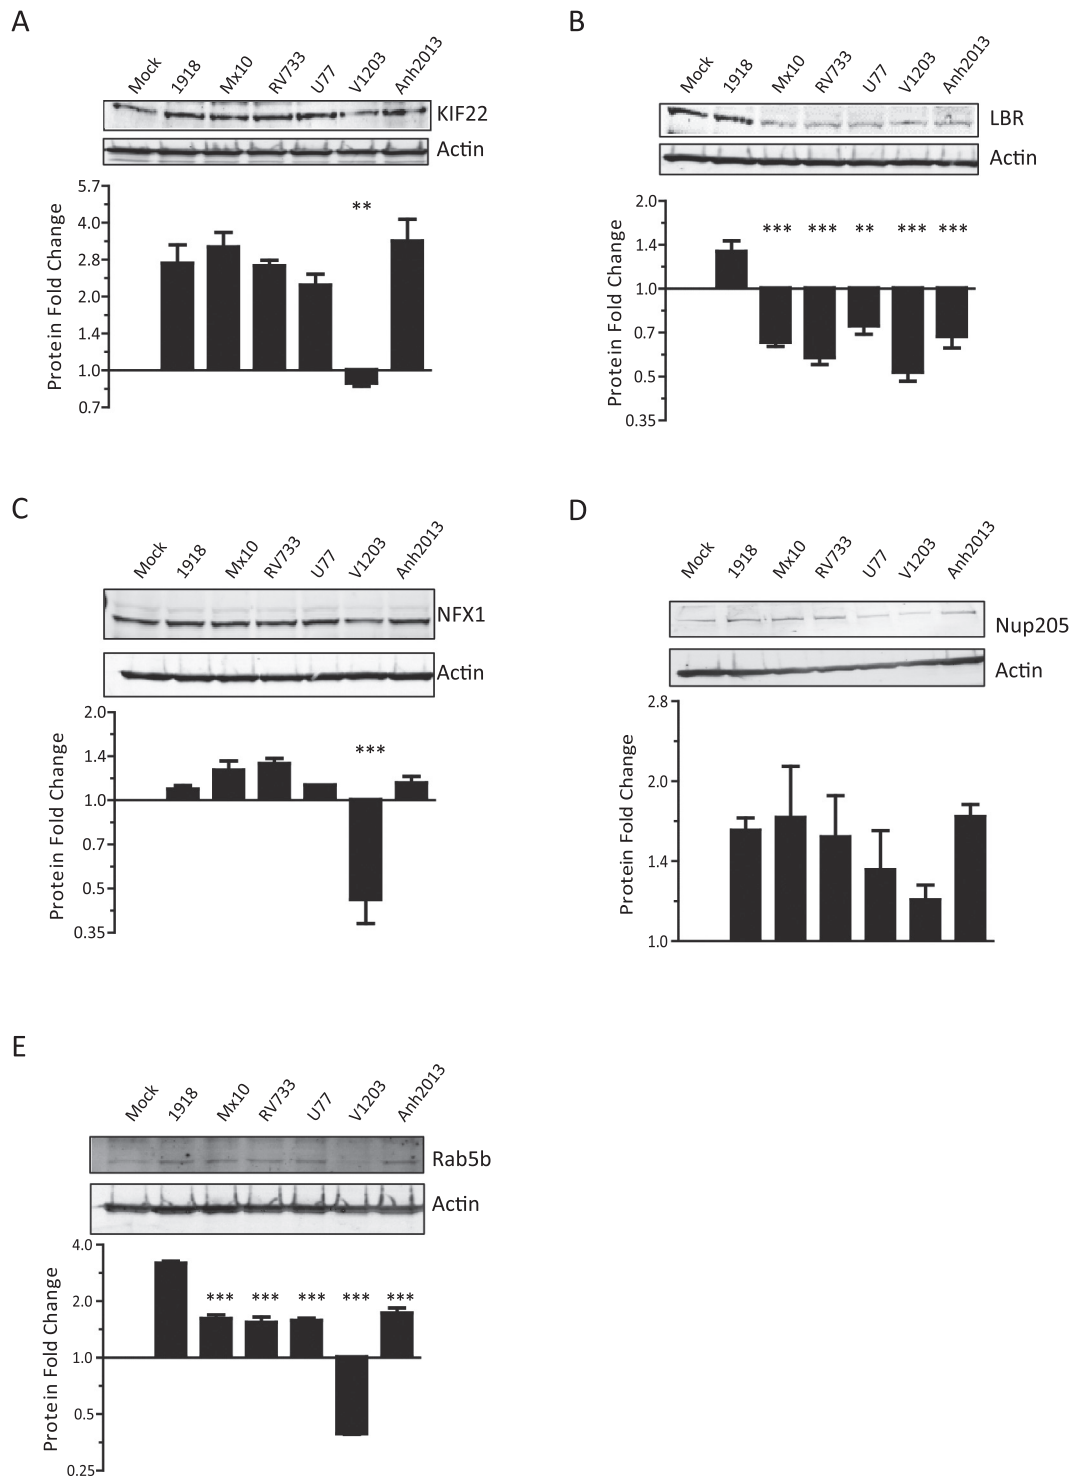 A
Mock 1918 Mx10 RV733 U77 V1203 Anh2013
KIF22
Actin
Protein Fold Change
5.7
4.0
2.8
2.0
1.4
1.0
0.7
**
B
Mock 1918 Mx10 RV733 U77 V1203 Anh2013
LBR
Actin
Protein Fold Change
2.0
1.4
1.0
0.7
0.5
0.35
*** *** ** *** ***
C
Mock 1918 Mx10 RV733 U77 V1203 Anh2013
NFX1
Actin
Protein Fold Change
2.0
1.4
1.0
0.7
0.5
0.35
***
D
Mock 1918 Mx10 RV733 U77 V1203 Anh2013
Nup205
Actin
Protein Fold Change
2.8
2.0
1.4
1.0
E
Mock 1918 Mx10 RV733 U77 V1203 Anh2013
Rab5b
Actin
Protein Fold Change
4.0
2.0
1.0
0.5
0.25
*** *** *** *** ***